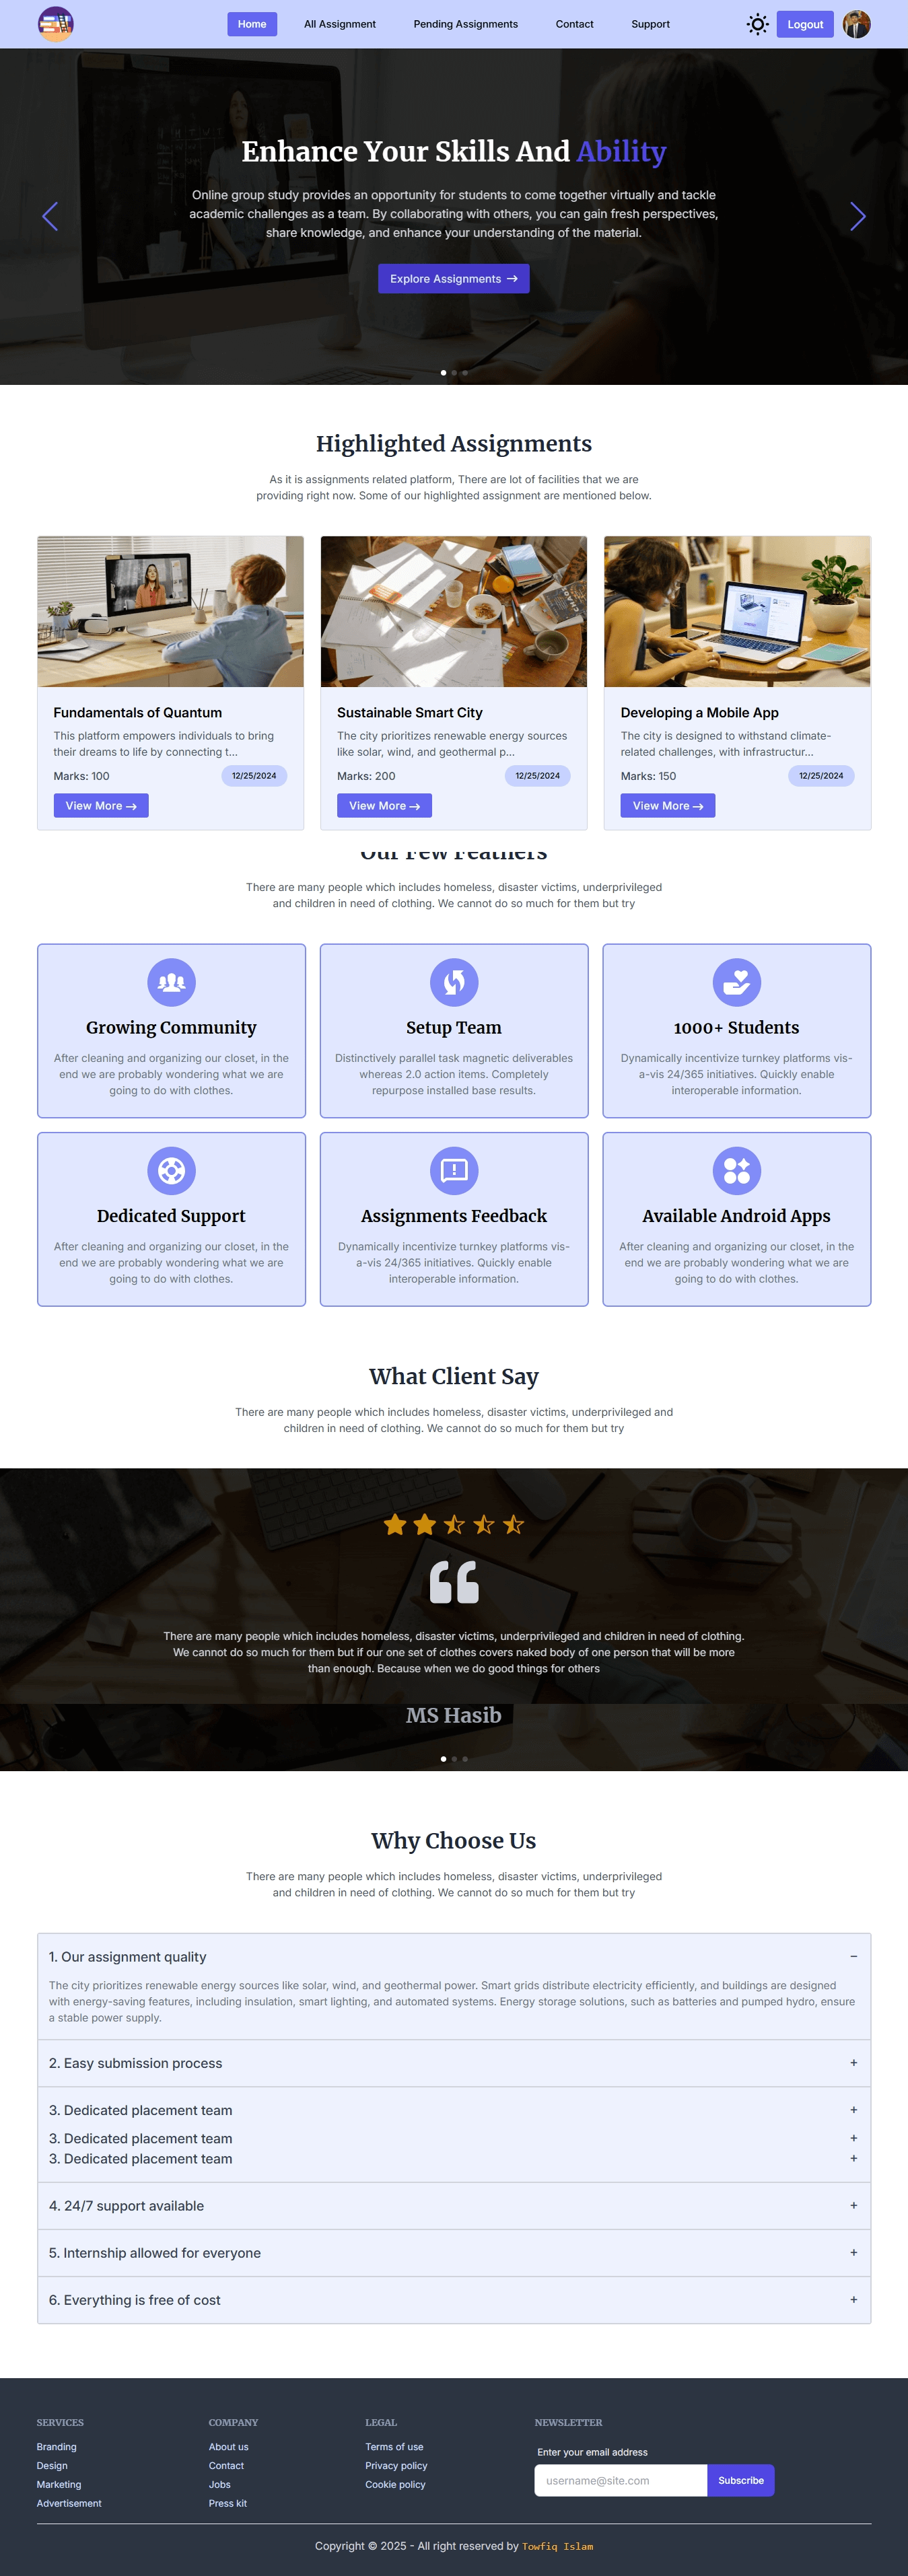 Home
All Assignment
Pending Assignments
Contact
Support
Logout
Enhance Your Skills And Ability
Online group study provides an opportunity for students to come together virtually and tackle
academic challenges as a team. By collaborating with others, you can gain fresh perspectives,
share knowledge, and enhance your understanding of the material.
Explore Assignments →
Highlighted Assignments
As it is assignments related platform, There are lot of facilities that we are
providing right now. Some of our highlighted assignment are mentioned below.
Fundamentals of Quantum
This platform empowers individuals to bring
their dreams to life by connecting t...
Marks: 100
12/25/2024
View More →
Sustainable Smart City
The city prioritizes renewable energy sources
like solar, wind, and geothermal p...
Marks: 200
12/25/2024
View More →
Developing a Mobile App
The city is designed to withstand climate-
related challenges, with infrastructur...
Marks: 150
12/25/2024
View More →
Our Few Feathers
There are many people which includes homeless, disaster victims, underprivileged
and children in need of clothing. We cannot do so much for them but try
Growing Community
After cleaning and organizing our closet, in the
end we are probably wondering what we are
going to do with clothes.
Setup Team
Distinctively parallel task magnetic deliverables
whereas 2.0 action items. Completely
repurpose installed base results.
1000+ Students
Dynamically incentivize turnkey platforms vis-
a-vis 24/365 initiatives. Quickly enable
interoperable information.
Dedicated Support
After cleaning and organizing our closet, in the
end we are probably wondering what we are
going to do with clothes.
Assignments Feedback
Dynamically incentivize turnkey platforms vis-
a-vis 24/365 initiatives. Quickly enable
interoperable information.
Available Android Apps
After cleaning and organizing our closet, in the
end we are probably wondering what we are
going to do with clothes.
What Client Say
There are many people which includes homeless, disaster victims, underprivileged and
children in need of clothing. We cannot do so much for them but try
There are many people which includes homeless, disaster victims, underprivileged and children in need of clothing.
We cannot do so much for them but if our one set of clothes covers naked body of one person that will be more
than enough. Because when we do good things for others
MS Hasib
Why Choose Us
There are many people which includes homeless, disaster victims, underprivileged
and children in need of clothing. We cannot do so much for them but try
1. Our assignment quality −
The city prioritizes renewable energy sources like solar, wind, and geothermal power. Smart grids distribute electricity efficiently, and buildings are designed
with energy-saving features, including insulation, smart lighting, and automated systems. Energy storage solutions, such as batteries and pumped hydro, ensure
a stable power supply.
2. Easy submission process +
3. Dedicated placement team +
3. Dedicated placement team +
3. Dedicated placement team +
4. 24/7 support available +
5. Internship allowed for everyone +
6. Everything is free of cost +
SERVICES
Branding
Design
Marketing
Advertisement
COMPANY
About us
Contact
Jobs
Press kit
LEGAL
Terms of use
Privacy policy
Cookie policy
NEWSLETTER
Enter your email address
username@site.com
Subscribe
Copyright © 2025 - All right reserved by Towfiq Islam